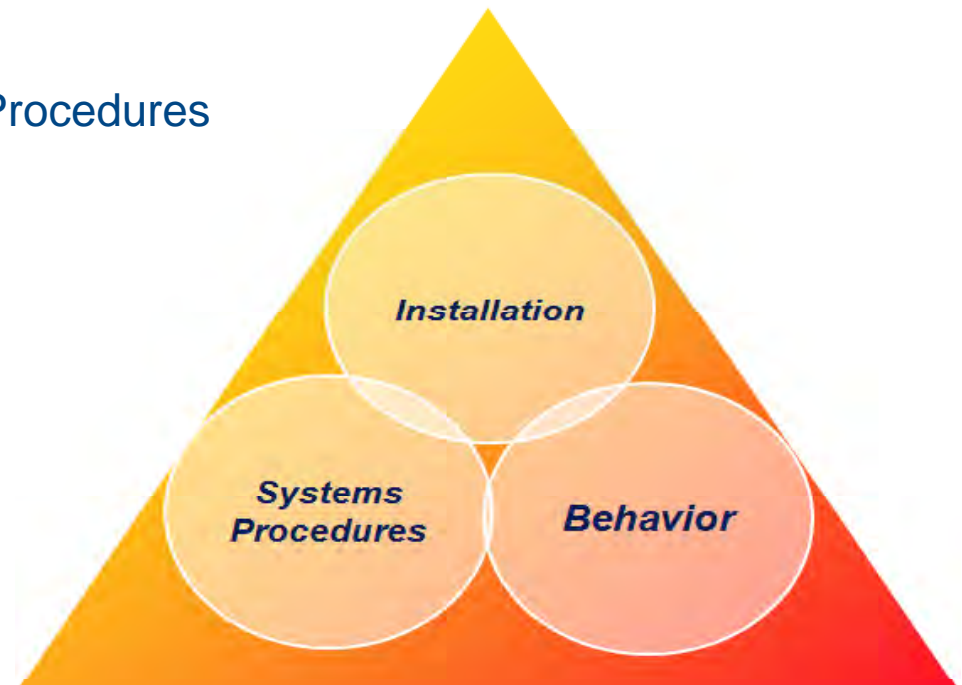 Procedures
Installation
Systems
Procedures
Behavior